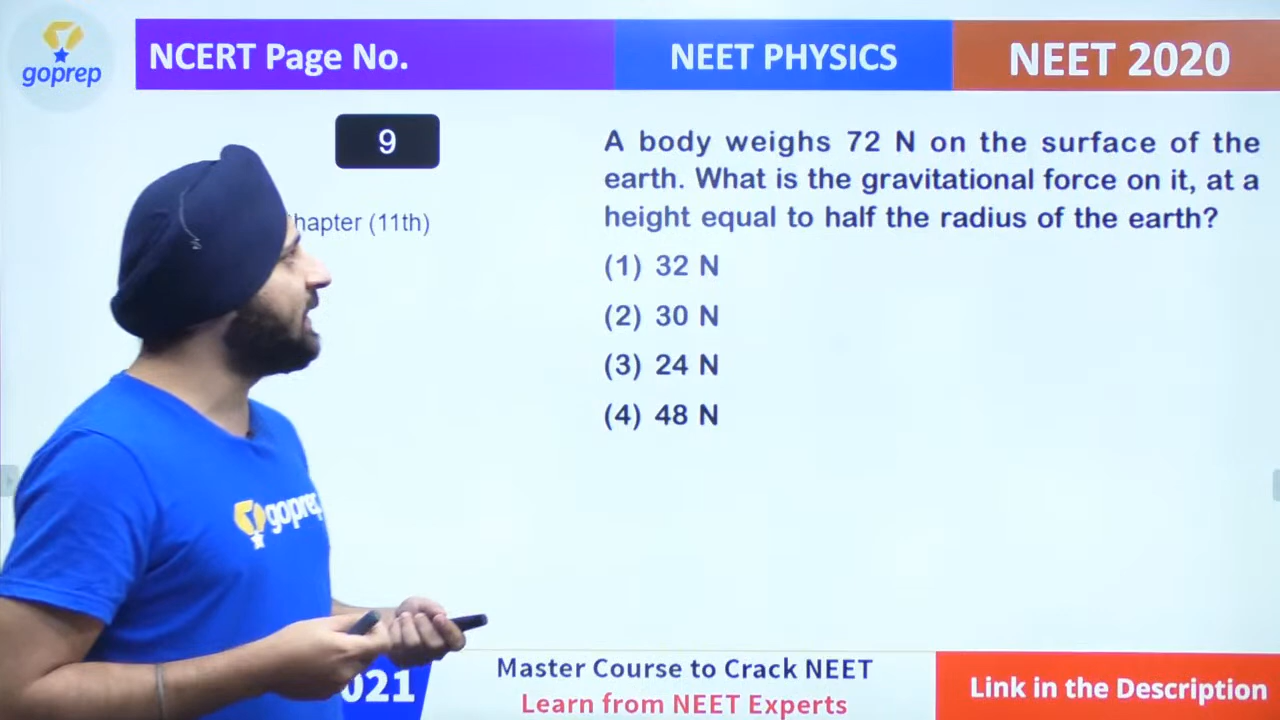 goprep
NCERT Page No.
NEET PHYSICS
NEET 2020
9
hapter (11th)
A body weighs 72 N on the surface of the
earth. What is the gravitational force on it, at a
height equal to half the radius of the earth?
(1) 32 N
(2) 30 N
(3) 24 N
(4) 48 N
goprep
021
Master Course to Crack NEET
Learn from NEET Experts
Link in the Description